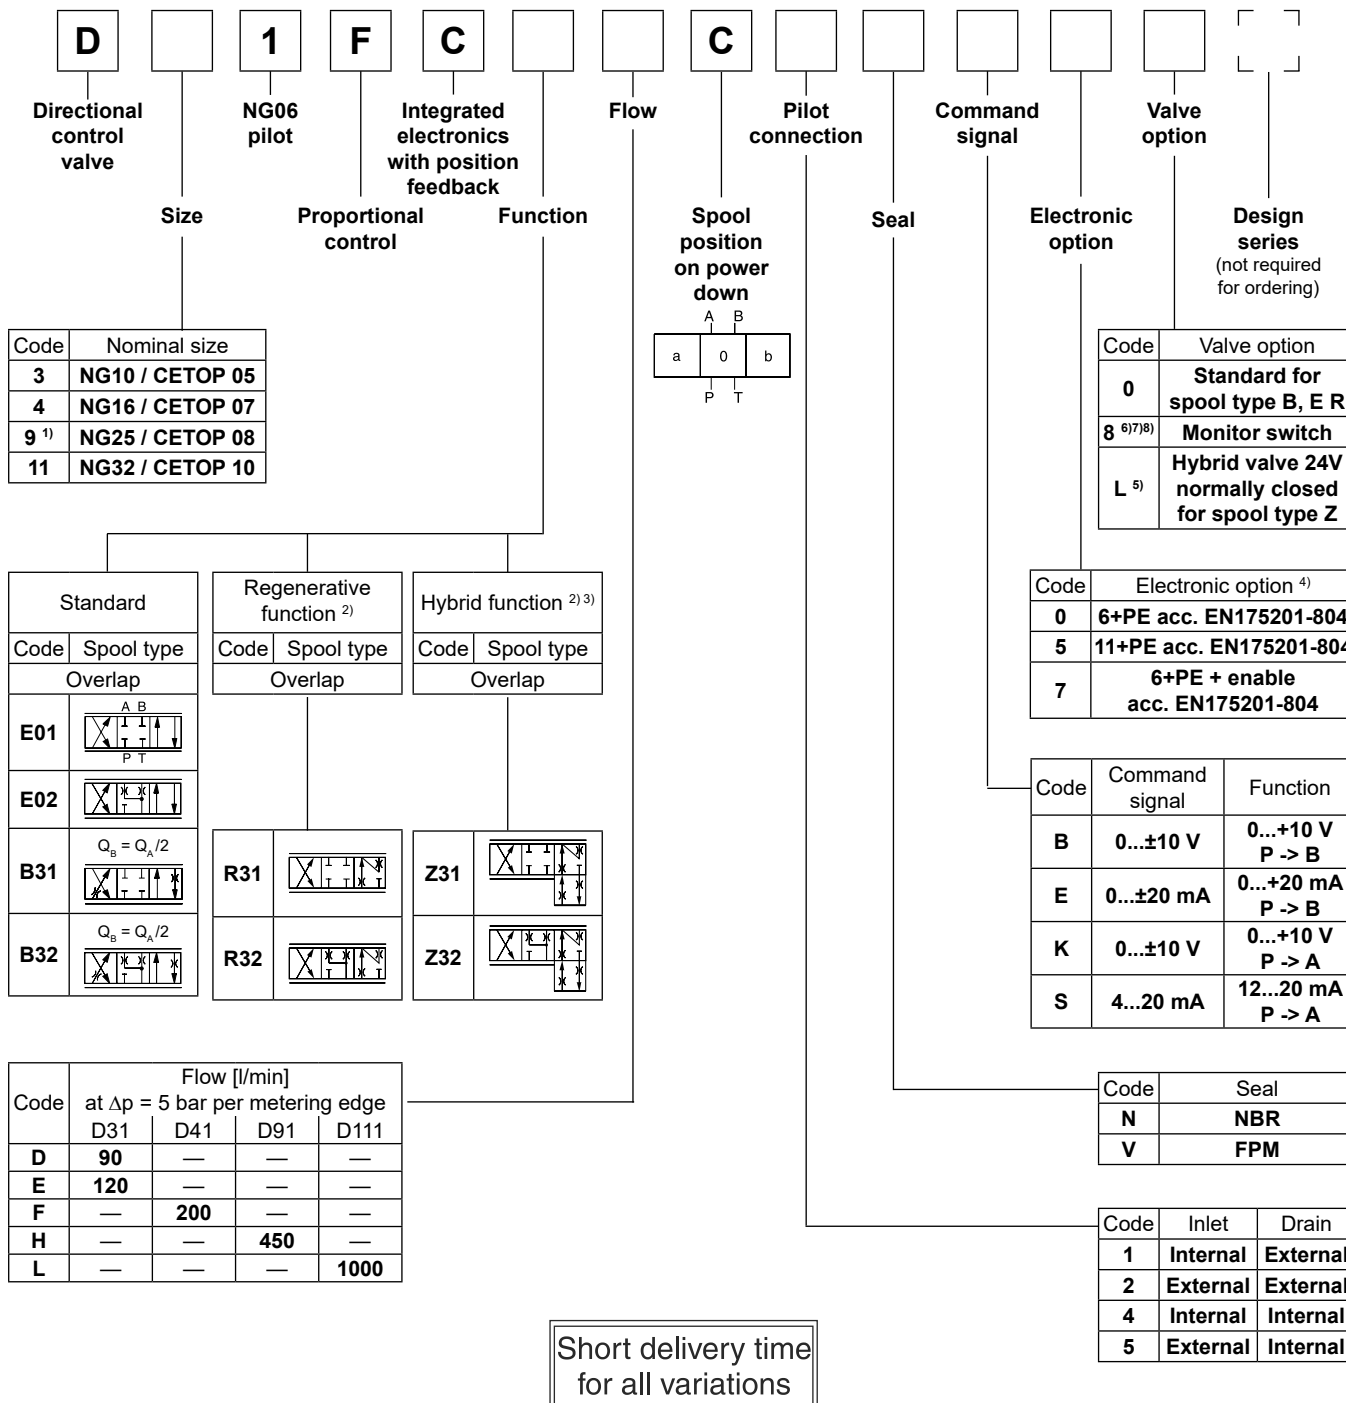 D 1 F C C
Directional
control
valve
NG06
pilot
Integrated
electronics
with position
feedback
Flow
Pilot
connection
Command
signal
Valve
option
Size
Proportional
control
Function
Spool
position
on power
down
Seal
Electronic
option
Design
series
(not required
for ordering)
A B
a 0 b
P T
Code Nominal size
3 NG10 / CETOP 05
4 NG16 / CETOP 07
9 1) NG25 / CETOP 08
11 NG32 / CETOP 10
Code Valve option
0 Standard for
spool type B, E R
8 6)7)8) Monitor switch
L 5) Hybrid valve 24V
normally closed
for spool type Z
Standard
Code Spool type
Overlap
E01
A B
P T
E02
B31
Q_B = Q_A/2
B32
Q_B = Q_A/2
Regenerative
function 2)
Code Spool type
Overlap
R31
R32
Hybrid function 2) 3)
Code Spool type
Overlap
Z31
Z32
Code Electronic option 4)
0 6+PE acc. EN175201-804
5 11+PE acc. EN175201-804
7 6+PE + enable
acc. EN175201-804
Code Command
signal Function
B 0...±10 V 0...+10 V
P -> B
E 0...±20 mA 0...+20 mA
P -> B
K 0...±10 V 0...+10 V
P -> A
S 4...20 mA 12...20 mA
P -> A
Code Flow [l/min]
at Δp = 5 bar per metering edge
D31 D41 D91 D111
D 90 — — —
E 120 — — —
F — 200 — —
H — — 450 —
L — — — 1000
Code Seal
N NBR
V FPM
Code Inlet Drain
1 Internal External
2 External External
4 Internal Internal
5 External Internal
Short delivery time
for all variations